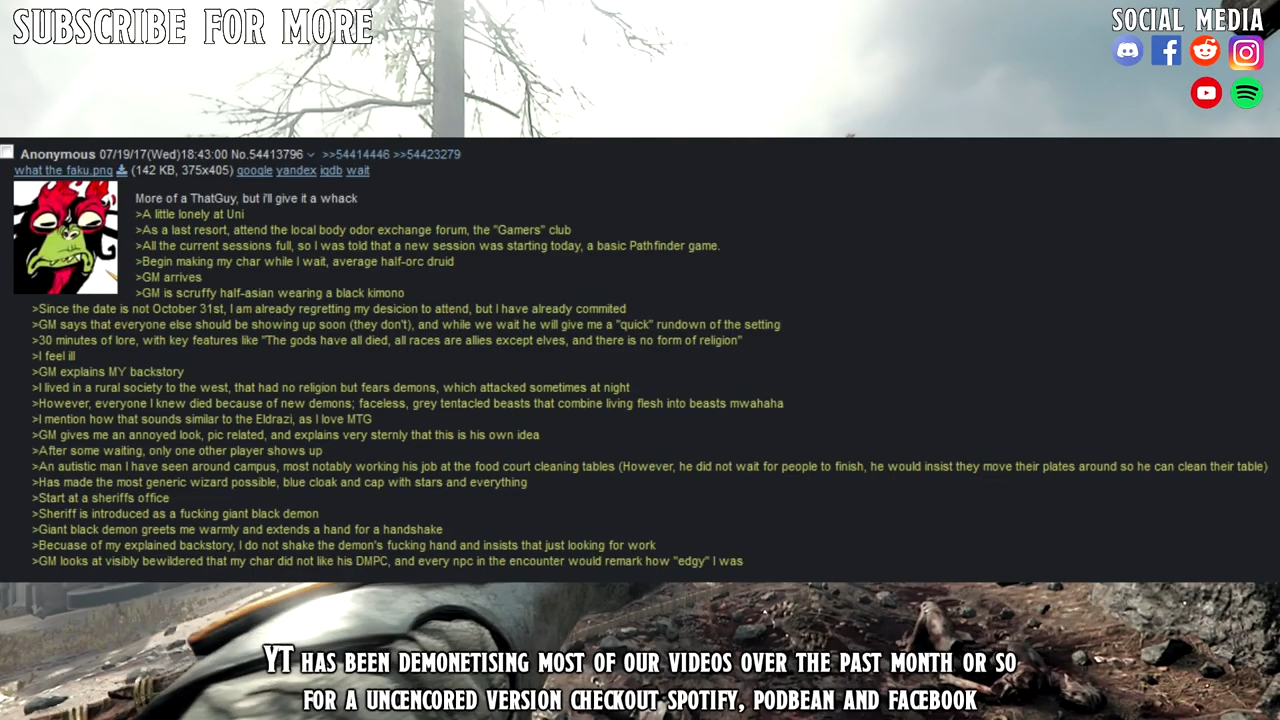 SUBSCRIBE FOR MORE
SOCIAL MEDIA
Anonymous 07/19/17(Wed)18:43:00 No.54413796 >>54414446 >>54423279
what the faku.png (142 KB, 375x405) google yandex iqdb wait
More of a ThatGuy, but i'll give it a whack
>A little lonely at Uni
>As a last resort, attend the local body odor exchange forum, the "Gamers" club
>All the current sessions full, so I was told that a new session was starting today, a basic Pathfinder game.
>Begin making my char while I wait, average half-orc druid
>GM arrives
>GM is scruffy half-asian wearing a black kimono
>Since the date is not October 31st, I am already regretting my desicion to attend, but I have already commited
>GM says that everyone else should be showing up soon (they don't), and while we wait he will give me a "quick" rundown of the setting
>30 minutes of lore, with key features like "The gods have all died, all races are allies except elves, and there is no form of religion"
>I feel ill
>GM explains MY backstory
>I lived in a rural society to the west, that had no religion but fears demons, which attacked sometimes at night
>However, everyone I knew died because of new demons; faceless, grey tentacled beasts that combine living flesh into beasts mwahaha
>I mention how that sounds similar to the Eldrazi, as I love MTG
>GM gives me an annoyed look, pic related, and explains very sternly that this is his own idea
>After some waiting, only one other player shows up
>An autistic man I have seen around campus, most notably working his job at the food court cleaning tables (However, he did not wait for people to finish, he would insist they move their plates around so he can clean their table)
>Has made the most generic wizard possible, blue cloak and cap with stars and everything
>Start at a sheriffs office
>Sheriff is introduced as a fucking giant black demon
>Giant black demon greets me warmly and extends a hand for a handshake
>Becuase of my explained backstory, I do not shake the demon's fucking hand and insists that just looking for work
>GM looks at visibly bewildered that my char did not like his DMPC, and every npc in the encounter would remark how "edgy" I was
YT HAS BEEN DEMONETISING MOST OF OUR VIDEOS OVER THE PAST MONTH OR SO
FOR A UNCENCORED VERSION CHECKOUT SPOTIFY, PODBEAN AND FACEBOOK